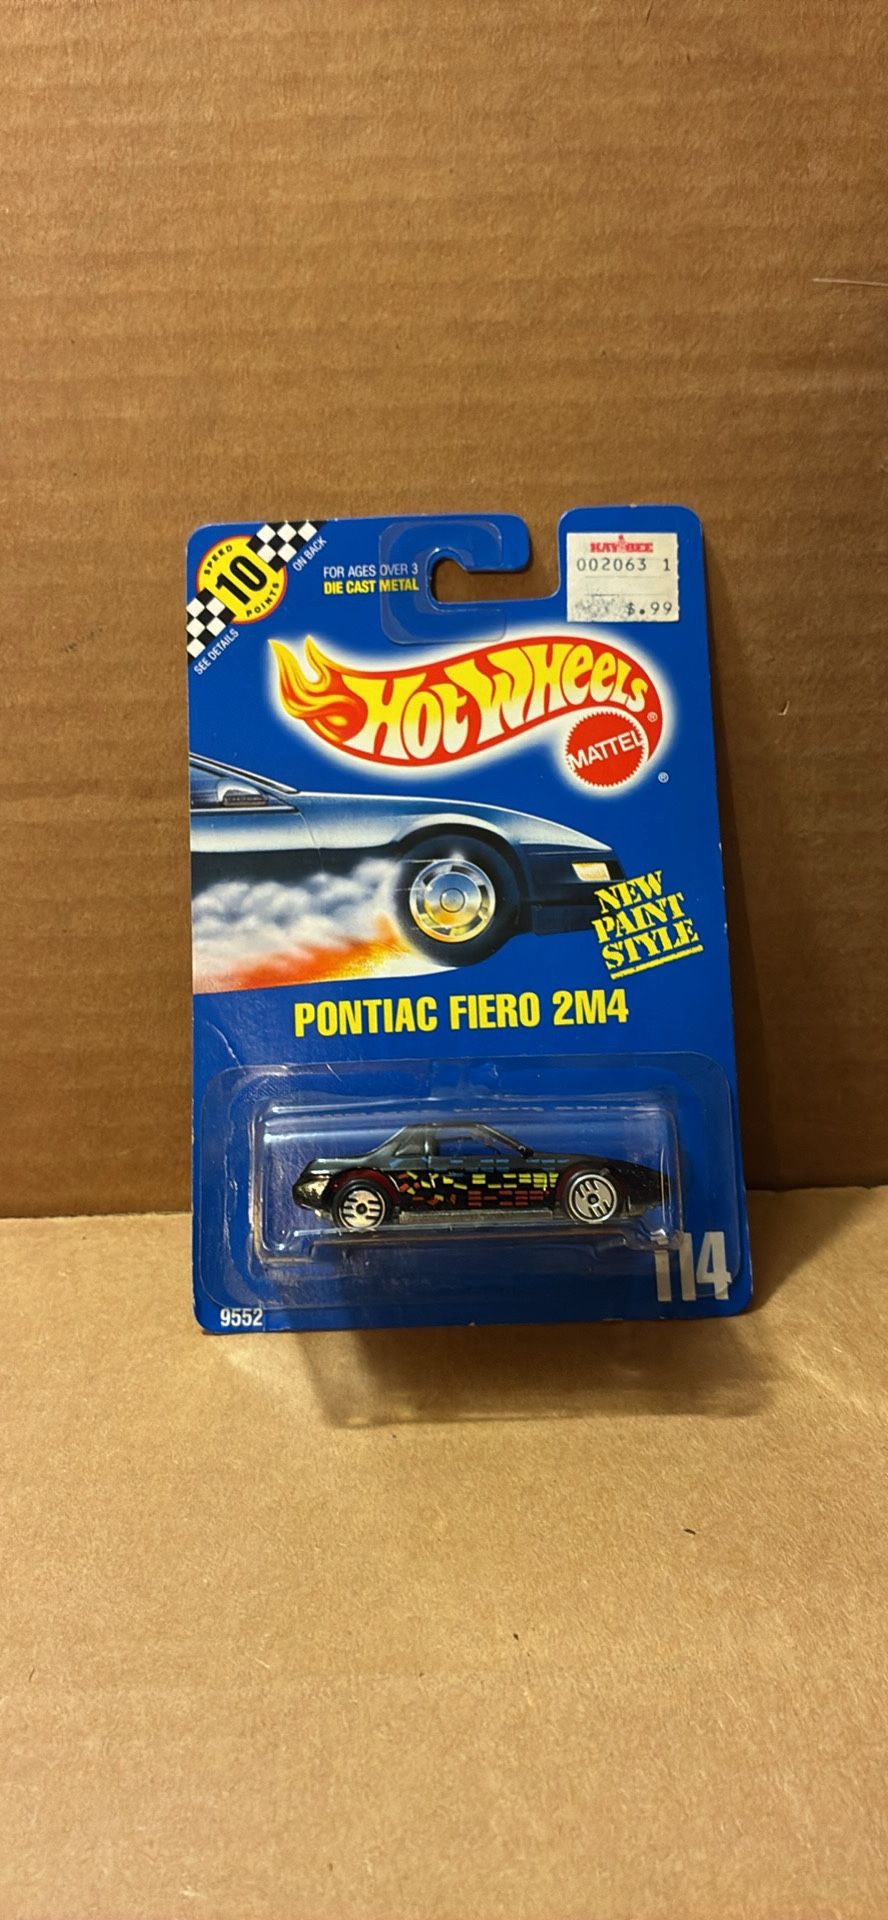 SPEED
10
POINTS
SEE DETAILS
ON BACK
FOR AGES OVER 3
DIE CAST METAL
KAY BEE
002063 1
$.99
HOT WHEELS
®
MATTEL
®
NEW
PAINT
STYLE
PONTIAC FIERO 2M4
114
9552